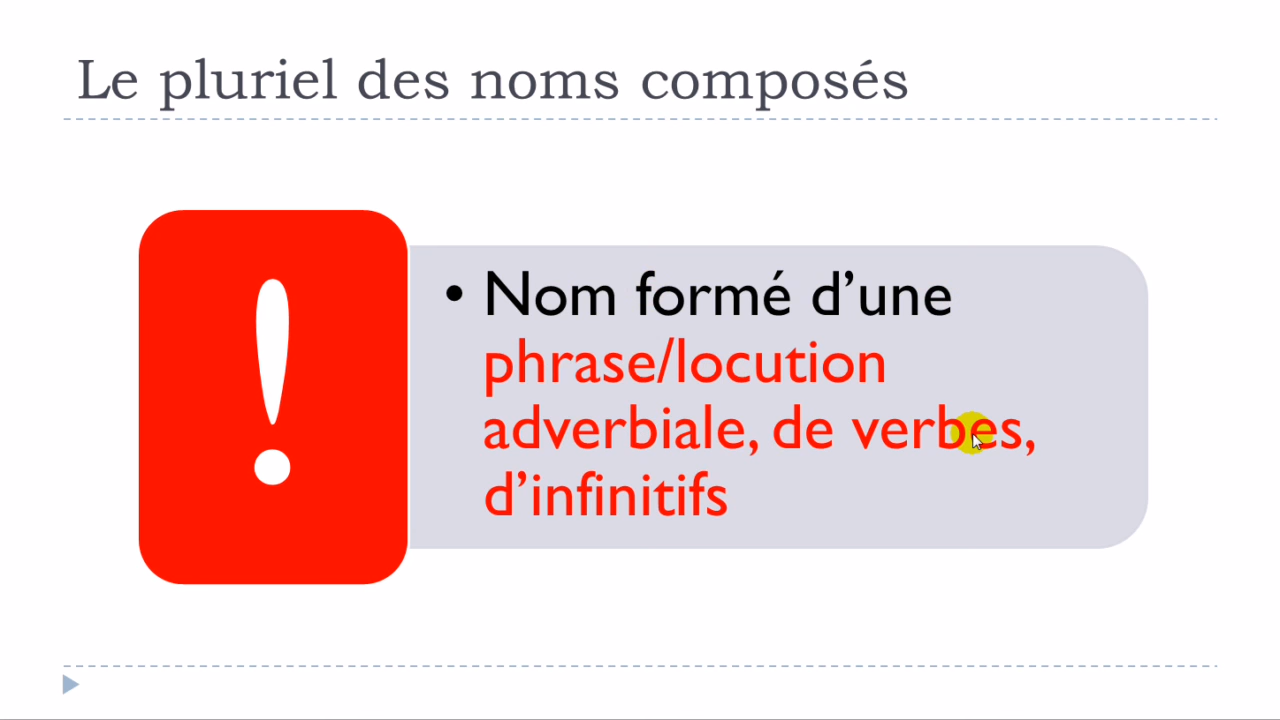 Le pluriel des noms composés
!
• Nom formé d’une
phrase/locution
adverbiale, de verbes,
d’infinitifs